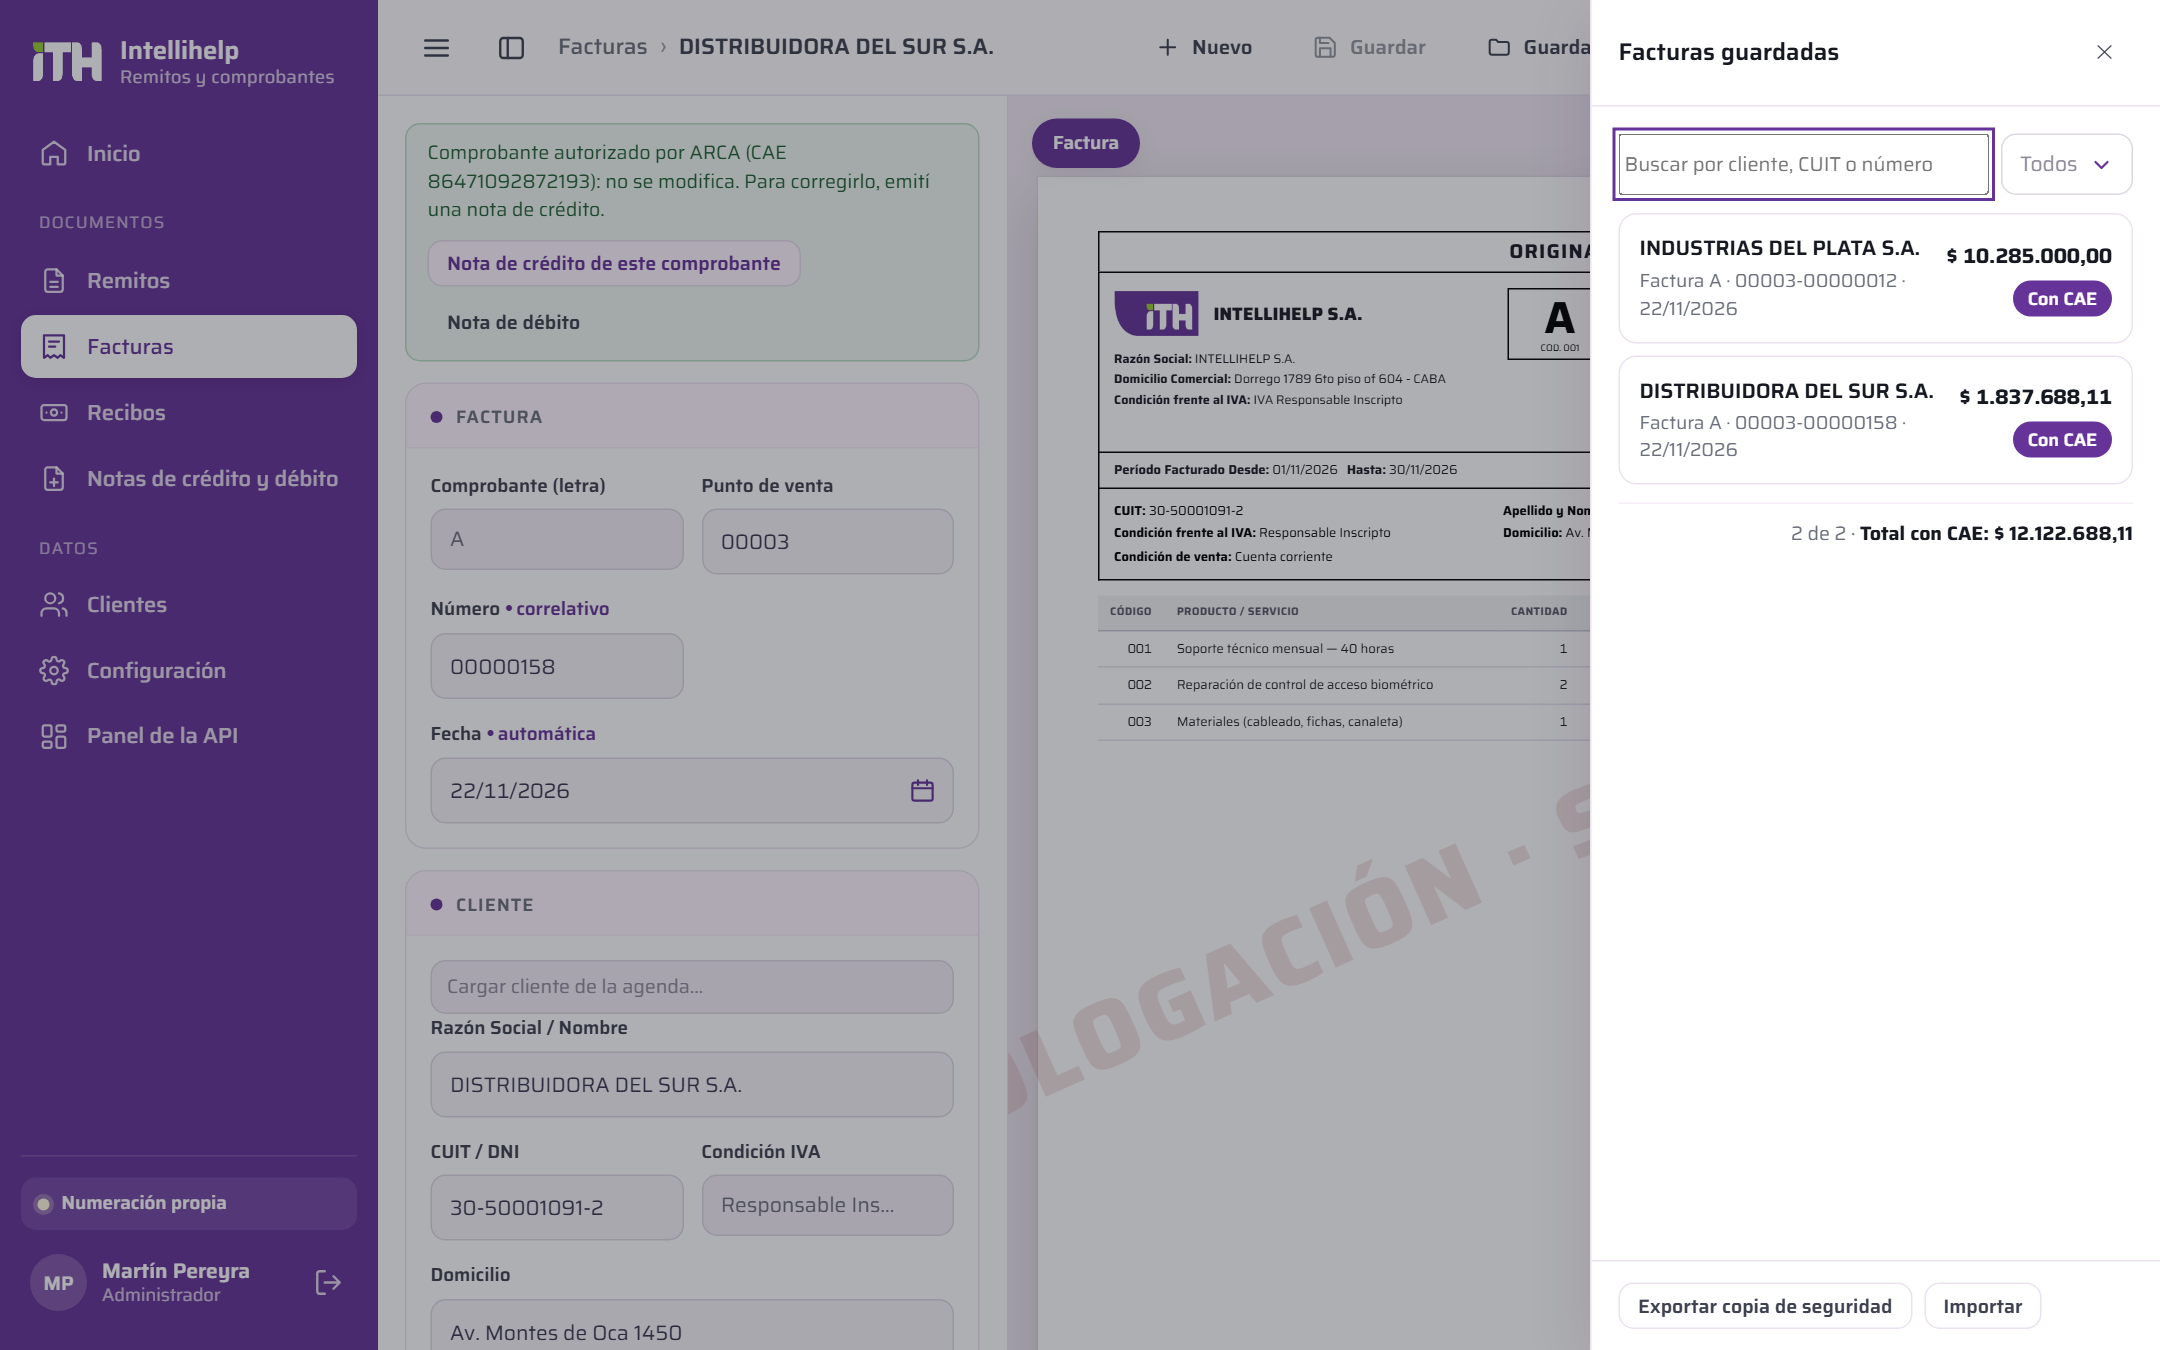 iTH
Intellihelp
Remitos y comprobantes
Inicio
DOCUMENTOS
Remitos
Facturas
Recibos
Notas de crédito y débito
DATOS
Clientes
Configuración
Panel de la API
Numeración propia
MP
Martín Pereyra
Administrador
Facturas › DISTRIBUIDORA DEL SUR S.A.
Nuevo
Guardar
Guarda
Comprobante autorizado por ARCA (CAE
86471092872193): no se modifica. Para corregirlo, emití
una nota de crédito.
Nota de crédito de este comprobante
Nota de débito
FACTURA
Comprobante (letra)
Punto de venta
A
00003
Número • correlativo
00000158
Fecha • automática
22/11/2026
CLIENTE
Cargar cliente de la agenda...
Razón Social / Nombre
DISTRIBUIDORA DEL SUR S.A.
CUIT / DNI
Condición IVA
30-50001091-2
Responsable Ins...
Domicilio
Av. Montes de Oca 1450
Factura
ORIGINA
iTH
INTELLIHELP S.A.
A
COD. 001
Razón Social: INTELLIHELP S.A.
Domicilio Comercial: Dorrego 1789 6to piso of 604 - CABA
Condición frente al IVA: IVA Responsable Inscripto
Período Facturado Desde: 01/11/2026 Hasta: 30/11/2026
CUIT: 30-50001091-2
Apellido y Non
Condición frente al IVA: Responsable Inscripto
Domicilio: Av. M
Condición de venta: Cuenta corriente
CÓDIGO PRODUCTO / SERVICIO CANTIDAD
001 Soporte técnico mensual — 40 horas 1
002 Reparación de control de acceso biométrico 2
003 Materiales (cableado, fichas, canaleta) 1
OLOGACIÓN · S
Facturas guardadas
Buscar por cliente, CUIT o número
Todos
INDUSTRIAS DEL PLATA S.A.
$ 10.285.000,00
Factura A · 00003-00000012 ·
22/11/2026
Con CAE
DISTRIBUIDORA DEL SUR S.A.
$ 1.837.688,11
Factura A · 00003-00000158 ·
22/11/2026
Con CAE
2 de 2 · Total con CAE: $ 12.122.688,11
Exportar copia de seguridad
Importar